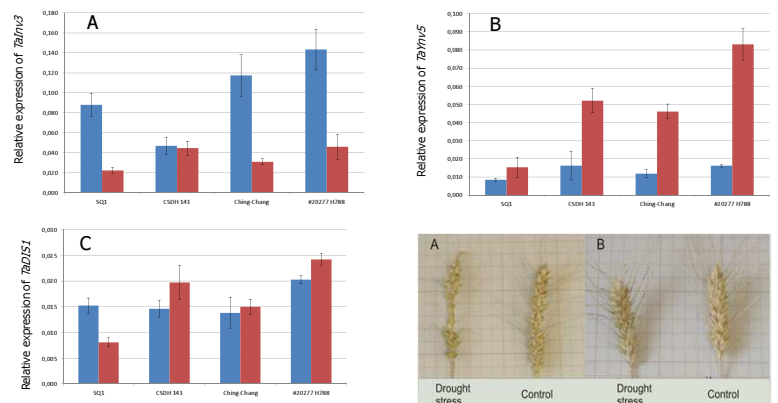 A
Relative expression of TaInv3
0,180
0,160
0,140
0,120
0,100
0,080
0,060
0,040
0,020
0,000
SQ1 CSDH 143 Ching-Chang #20277 H788
B
Relative expression of TaYnv5
0,100
0,090
0,080
0,070
0,060
0,050
0,040
0,030
0,020
0,010
0,000
SQ1 CSDH 143 Ching-Chang #20277 H788
C
Relative expression of TaDIS1
0,030
0,025
0,020
0,015
0,010
0,005
0,000
SQ1 CSDH 143 Ching-Chang #20277 H788
A B
Drought Control Drought Control
stress stress